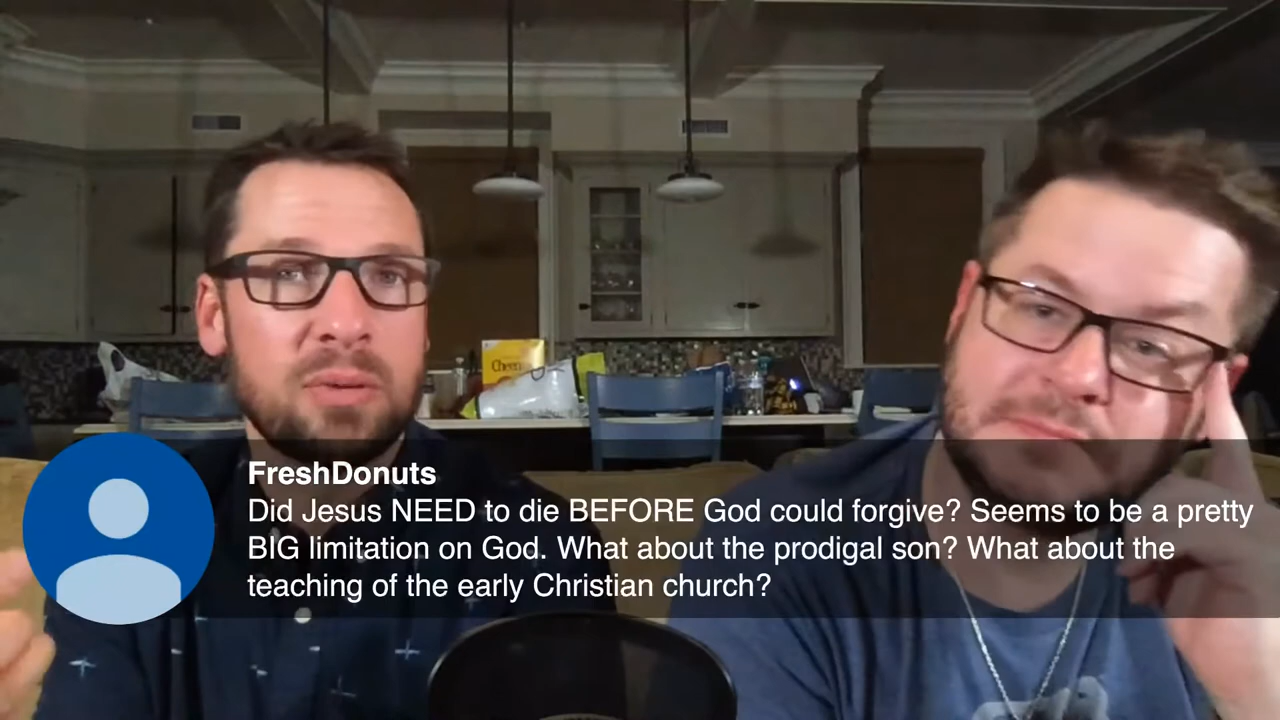 Cheer
FreshDonuts
Did Jesus NEED to die BEFORE God could forgive? Seems to be a pretty
BIG limitation on God. What about the prodigal son? What about the
teaching of the early Christian church?